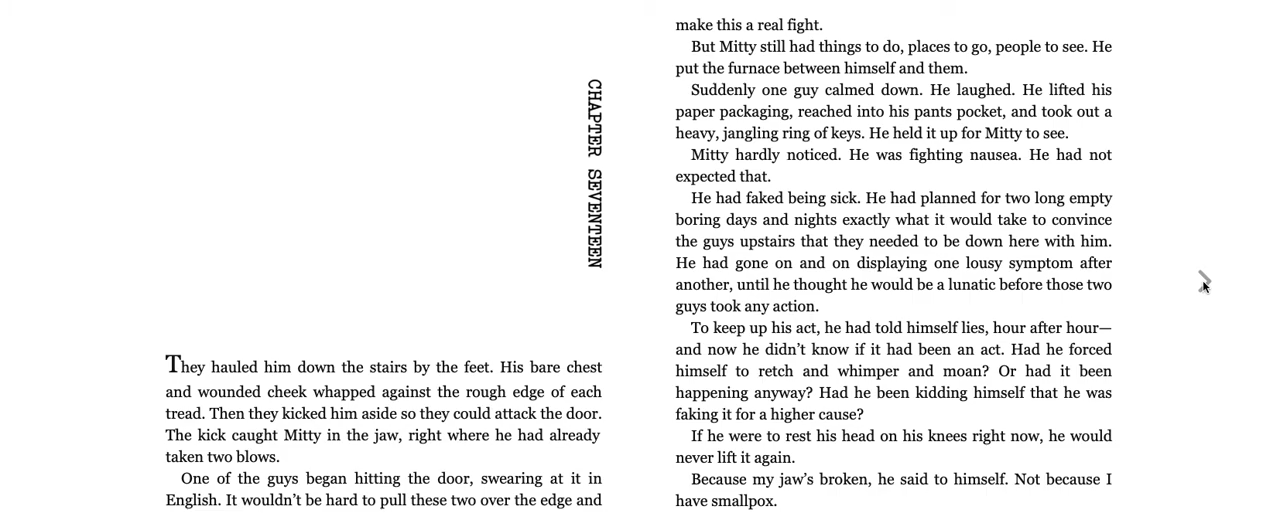 CHAPTER SEVENTEEN
They hauled him down the stairs by the feet. His bare chest
and wounded cheek whapped against the rough edge of each
tread. Then they kicked him aside so they could attack the door.
The kick caught Mitty in the jaw, right where he had already
taken two blows.
One of the guys began hitting the door, swearing at it in
English. It wouldn’t be hard to pull these two over the edge and
make this a real fight.
But Mitty still had things to do, places to go, people to see. He
put the furnace between himself and them.
Suddenly one guy calmed down. He laughed. He lifted his
paper packaging, reached into his pants pocket, and took out a
heavy, jangling ring of keys. He held it up for Mitty to see.
Mitty hardly noticed. He was fighting nausea. He had not
expected that.
He had faked being sick. He had planned for two long empty
boring days and nights exactly what it would take to convince
the guys upstairs that they needed to be down here with him.
He had gone on and on displaying one lousy symptom after
another, until he thought he would be a lunatic before those two
guys took any action.
To keep up his act, he had told himself lies, hour after hour—
and now he didn’t know if it had been an act. Had he forced
himself to retch and whimper and moan? Or had it been
happening anyway? Had he been kidding himself that he was
faking it for a higher cause?
If he were to rest his head on his knees right now, he would
never lift it again.
Because my jaw’s broken, he said to himself. Not because I
have smallpox.